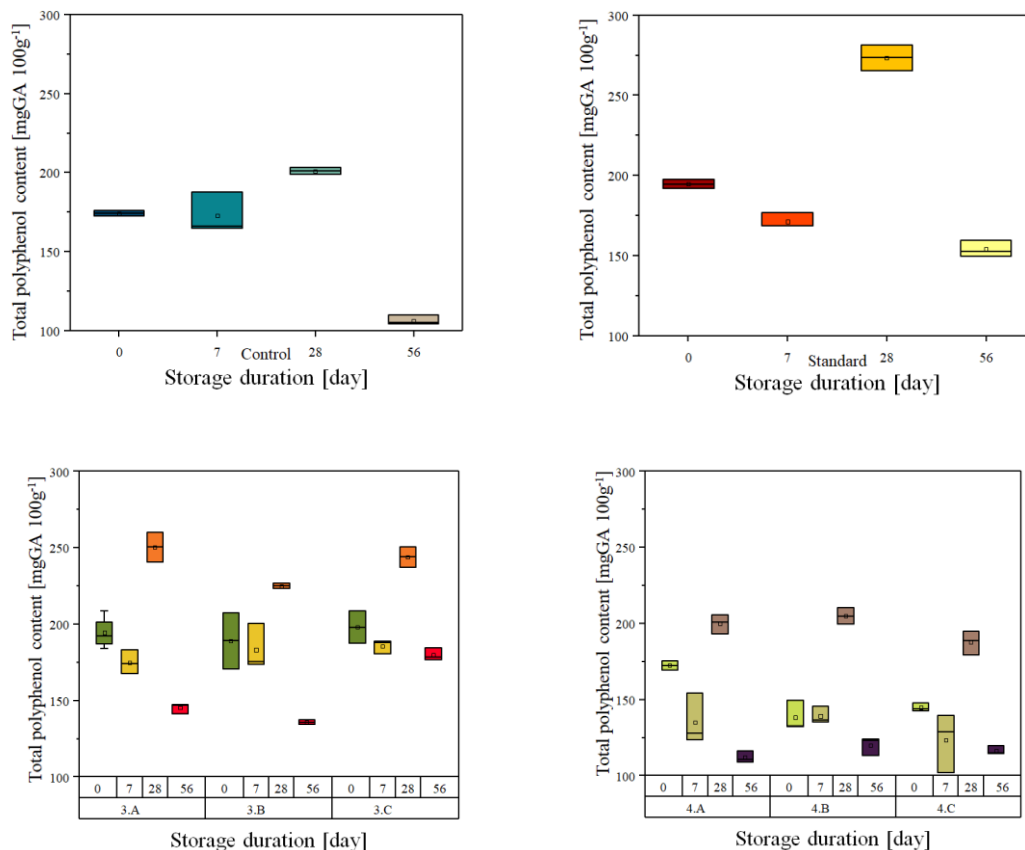 Total polyphenol content [mgGA 100g⁻¹]
300
250
200
150
100
0
7
28
56
Control
Storage duration [day]
Total polyphenol content [mgGA 100g⁻¹]
300
250
200
150
100
0
7
28
56
Standard
Storage duration [day]
Total polyphenol content [mgGA 100g⁻¹]
300
250
200
150
100
0 7 28 56 0 7 28 56 0 7 28 56
3.A 3.B 3.C
Storage duration [day]
Total polyphenol content [mgGA 100g⁻¹]
300
250
200
150
100
0 7 28 56 0 7 28 56 0 7 28 56
4.A 4.B 4.C
Storage duration [day]